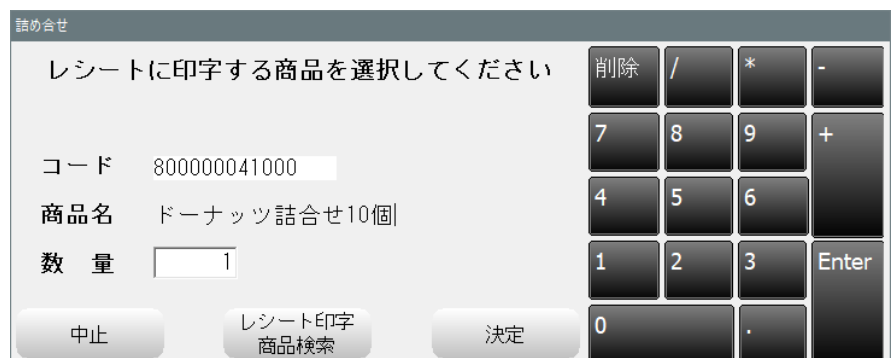 詰め合せ
レシートに印字する商品を選択してください
コード 800000041000
商品名 ドーナッツ詰合せ10個
数 量 1
中止
レシート印字
商品検索
決定
削除 / * -
7 8 9 +
4 5 6
1 2 3 Enter
0 .